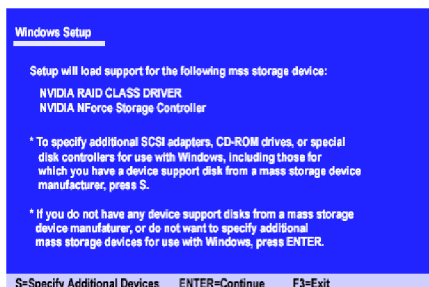 Windows Setup
Setup will load support for the following mss storage device:
NVIDIA RAID CLASS DRIVER
NVIDIA NForce Storage Controller
* To specify additional SCSI adapters, CD-ROM drives, or special
disk controllers for use with Windows, including those for
which you have a device support disk from a mass storage device
manufacturer, press S.
* If you do not have any device support disks from a mass storage
device manufaturer, or do not want to specify additional
mass storage devices for use with Windows, press ENTER.
S=Specify Additional Devices ENTER=Continue F3=Exit